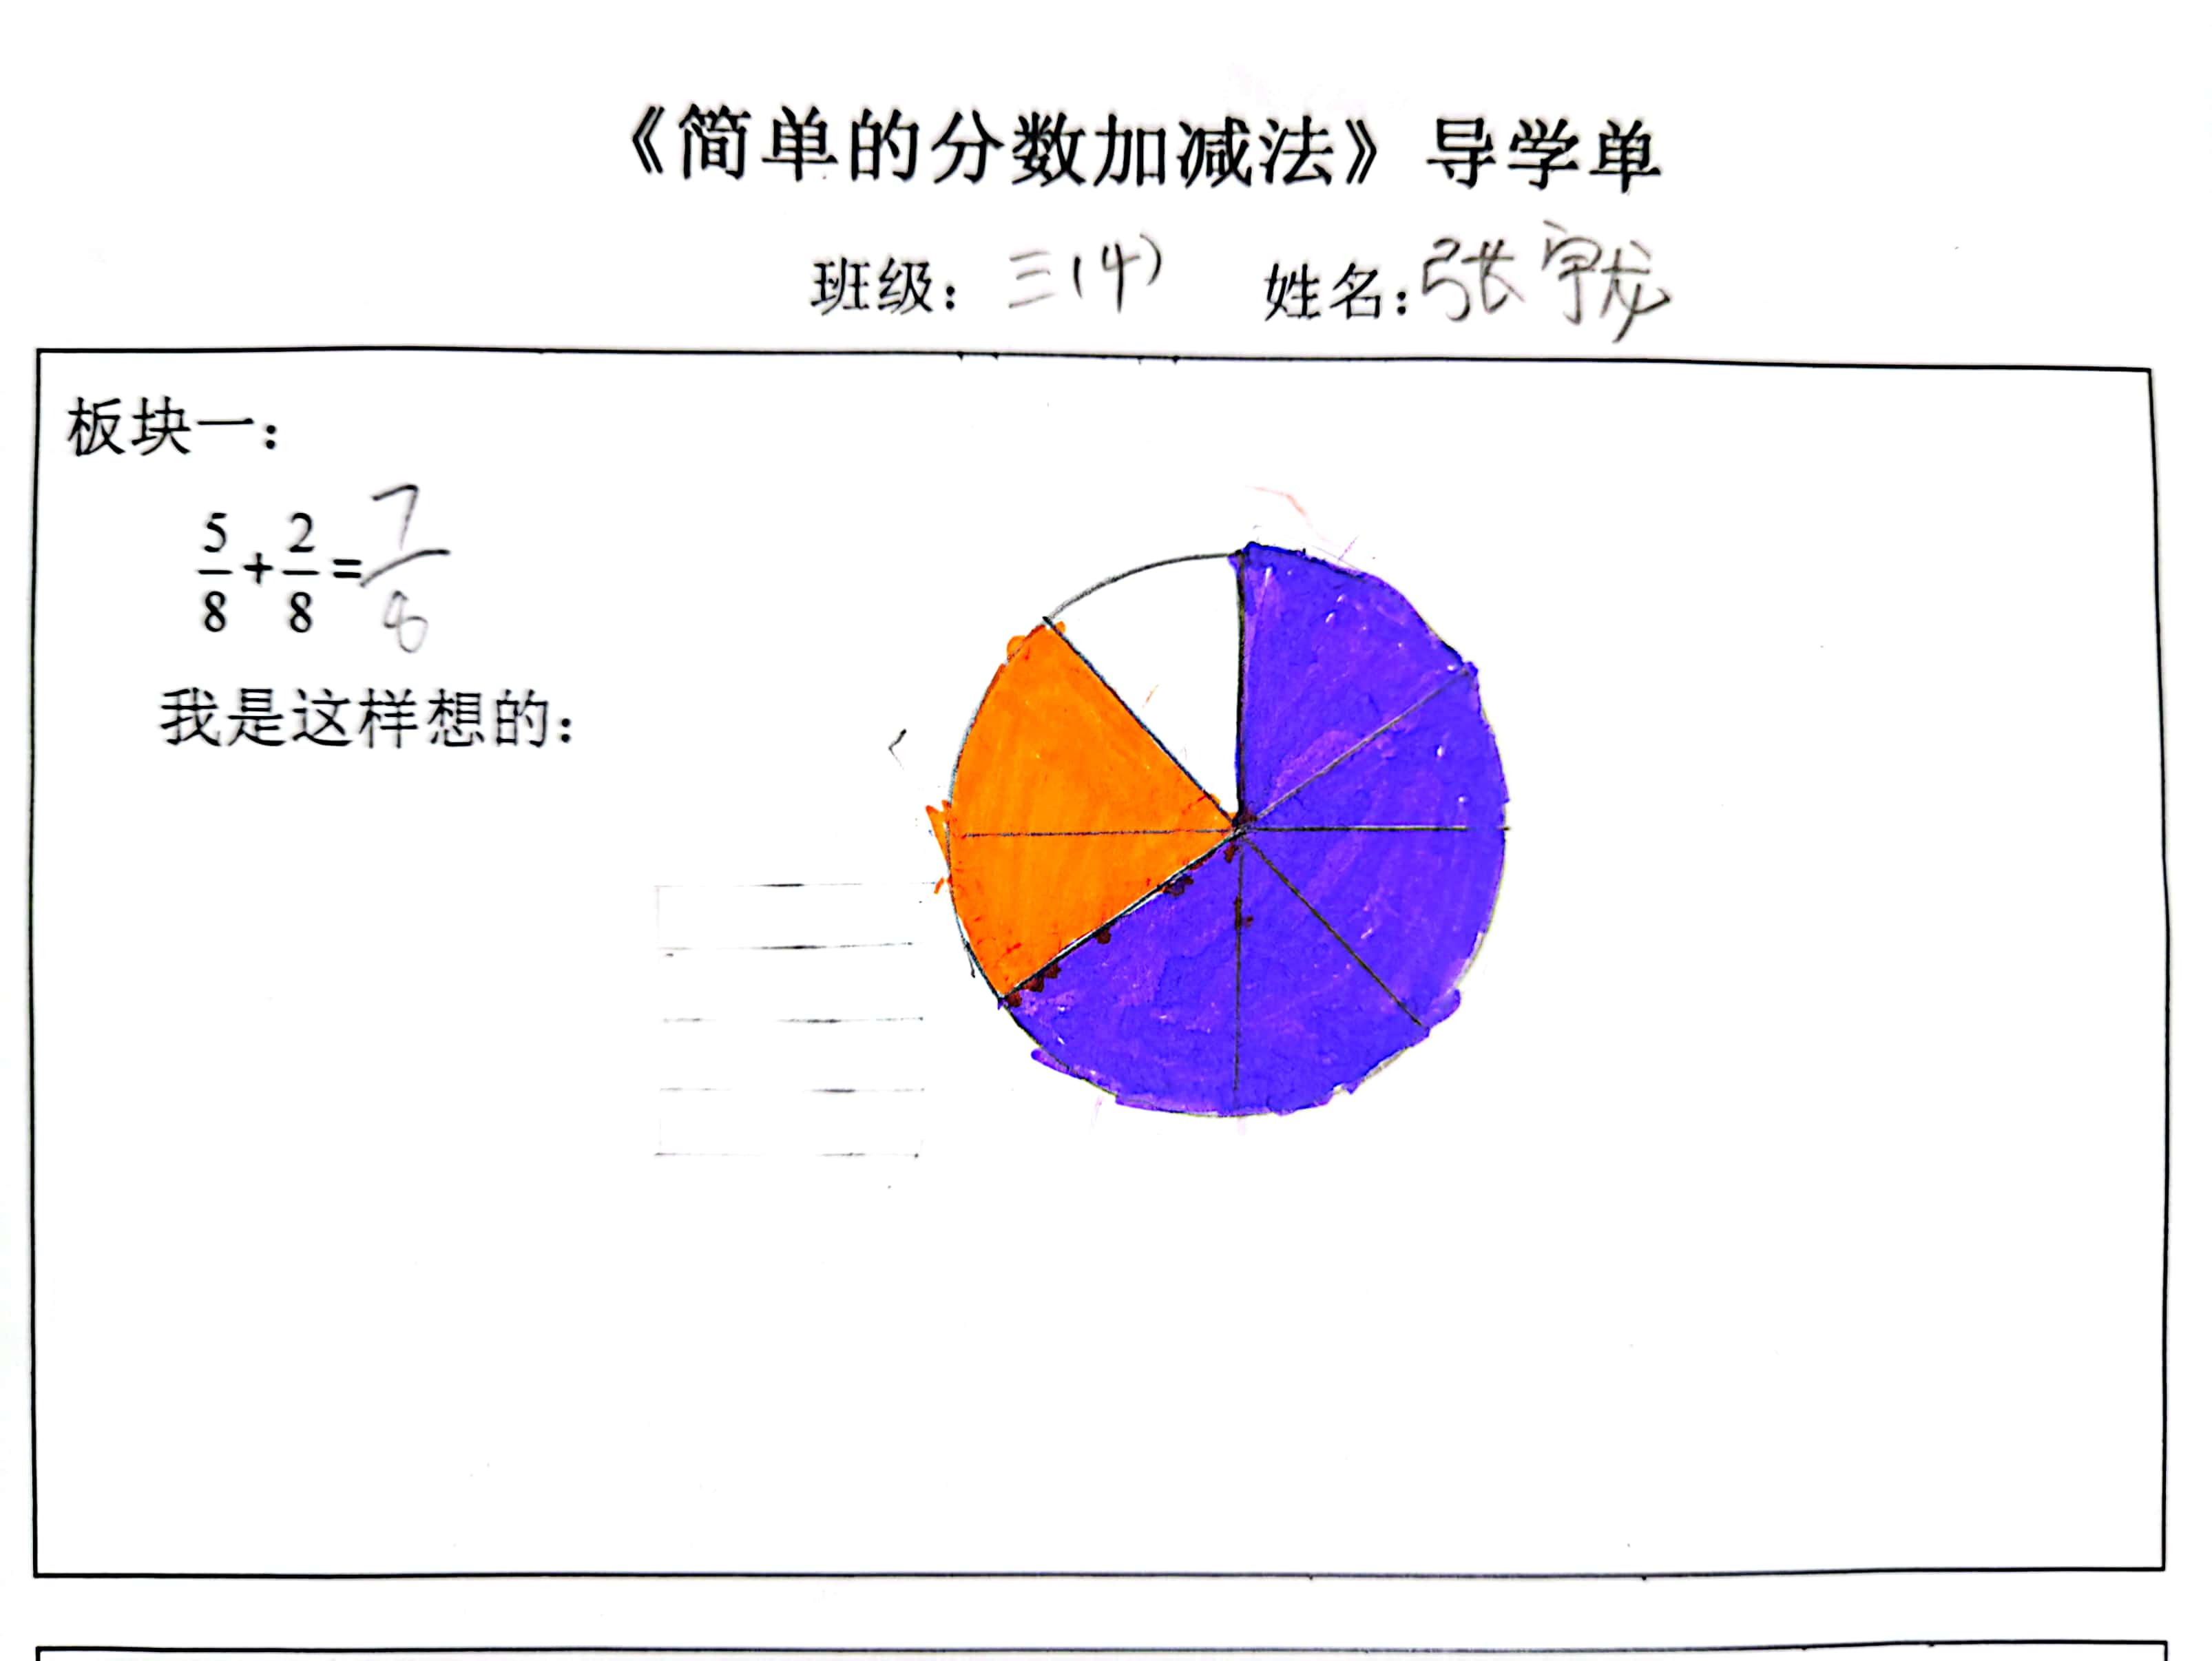 《简单的分数加减法》导学单
班级：三(4) 姓名：张宇龙
板块一：
5/8+2/8=7/8
我是这样想的：